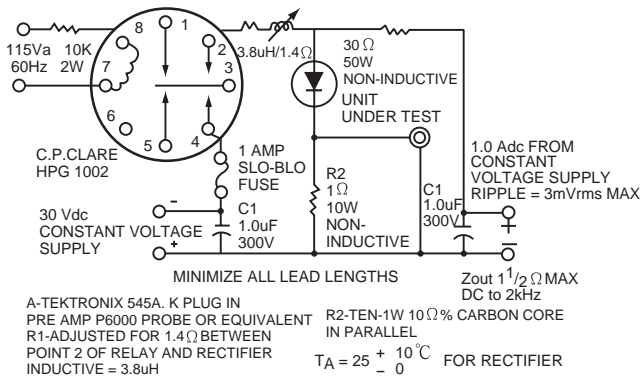 115Va
60Hz
10K
2W
8
1
2
7
3
6
5
4
C.P.CLARE
HPG 1002
3.8uH/1.4Ω
30 Ω
50W
NON-INDUCTIVE
UNIT
UNDER TEST
1 AMP
SLO-BLO
FUSE
R2
1Ω
10W
NON-
INDUCTIVE
C1
1.0uF
300V
1.0 Adc FROM
CONSTANT
VOLTAGE SUPPLY
RIPPLE = 3mVrms MAX
+
–
30 Vdc
CONSTANT VOLTAGE
SUPPLY
-
+
C1
1.0uF
300V
MINIMIZE ALL LEAD LENGTHS
Zout 1 1/2 Ω MAX
DC to 2kHz
A-TEKTRONIX 545A. K PLUG IN
PRE AMP P6000 PROBE OR EQUIVALENT
R1-ADJUSTED FOR 1.4Ω BETWEEN
POINT 2 OF RELAY AND RECTIFIER
INDUCTIVE = 3.8uH
R2-TEN-1W 10Ω% CARBON CORE
IN PARALLEL
TA = 25 + 10℃ – 0 FOR RECTIFIER